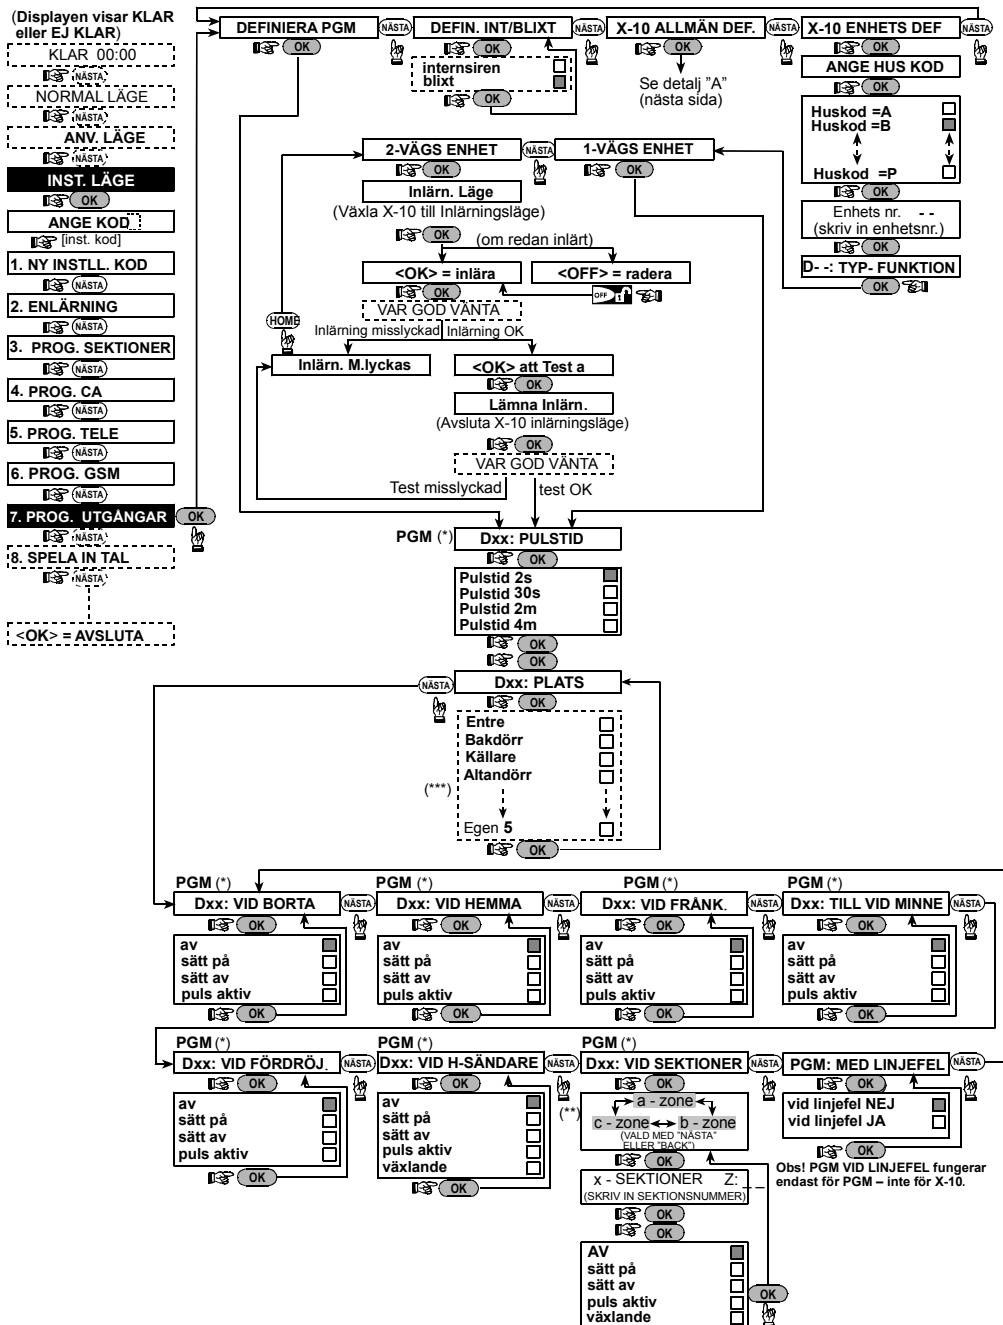 (Displayen visar KLAR
eller EJ KLAR)
KLAR 00:00
NÄSTA
NORMAL LÄGE
NÄSTA
ANV. LÄGE
NÄSTA
INST. LÄGE
OK
ANGE KOD
[inst. kod]
1. NY INSTLL. KOD
NÄSTA
2. ENLÄRNING
NÄSTA
3. PROG. SEKTIONER
NÄSTA
4. PROG. CA
NÄSTA
5. PROG. TELE
NÄSTA
6. PROG. GSM
NÄSTA
7. PROG. UTGÅNGAR
OK
NÄSTA
8. SPELA IN TAL
NÄSTA
<OK> = AVSLUTA
DEFINIERA PGM
NÄSTA
OK
DEFIN. INT/BLIXT
NÄSTA
OK
internsiren
blixt
OK
X-10 ALLMÄN DEF.
NÄSTA
OK
Se detalj "A"
(nästa sida)
X-10 ENHETS DEF
NÄSTA
OK
ANGE HUS KOD
OK
Huskod =A
Huskod =B
Huskod =P
OK
Enhets nr. - -
(skriv in enhetsnr.)
OK
D- -: TYP- FUNKTION
OK
2-VÄGS ENHET
NÄSTA
1-VÄGS ENHET
OK
OK
Inlärn. Läge
(Växla X-10 till Inlärningsläge)
OK
(om redan inlärt)
<OK> = inlära
<OFF> = radera
OK
OFF
VAR GOD VÄNTA
HOME
Inlärning misslyckad
Inlärning OK
Inlärn. M.lyckas
<OK> att Test a
OK
Lämna Inlärn.
(Avsluta X-10 inlärningsläge)
OK
VAR GOD VÄNTA
Test misslyckad
test OK
PGM (*)
Dxx: PULSTID
OK
Pulstid 2s
Pulstid 30s
Pulstid 2m
Pulstid 4m
OK
OK
NÄSTA
Dxx: PLATS
OK
Entre
Bakdörr
Källare
Altandörr
(***)
Egen 5
OK
PGM (*)
Dxx: VID BORTA
NÄSTA
OK
av
sätt på
sätt av
puls aktiv
OK
PGM (*)
Dxx: VID HEMMA
NÄSTA
OK
av
sätt på
sätt av
puls aktiv
OK
PGM (*)
Dxx: VID FRÅNK.
NÄSTA
OK
av
sätt på
sätt av
puls aktiv
OK
PGM (*)
Dxx: TILL VID MINNE
NÄSTA
OK
av
sätt på
sätt av
puls aktiv
OK
PGM (*)
Dxx: VID FÖRDRÖJ.
NÄSTA
OK
av
sätt på
sätt av
puls aktiv
OK
PGM (*)
Dxx: VID H-SÄNDARE
NÄSTA
OK
av
sätt på
sätt av
puls aktiv
växlande
OK
PGM (*)
Dxx: VID SEKTIONER
NÄSTA
OK
(**)
a - zone
c - zone
b - zone
(VALD MED "NÄSTA"
ELLER "BACK")
OK
x - SEKTIONER Z: _ _
(SKRIV IN SEKTIONSNUMMER)
OK
OK
AV
sätt på
sätt av
puls aktiv
växlande
OK
PGM: MED LINJEFEL
NÄSTA
OK
vid linjefel NEJ
vid linjefel JA
OK
Obs! PGM VID LINJEFEL fungerar
endast för PGM – inte för X-10.